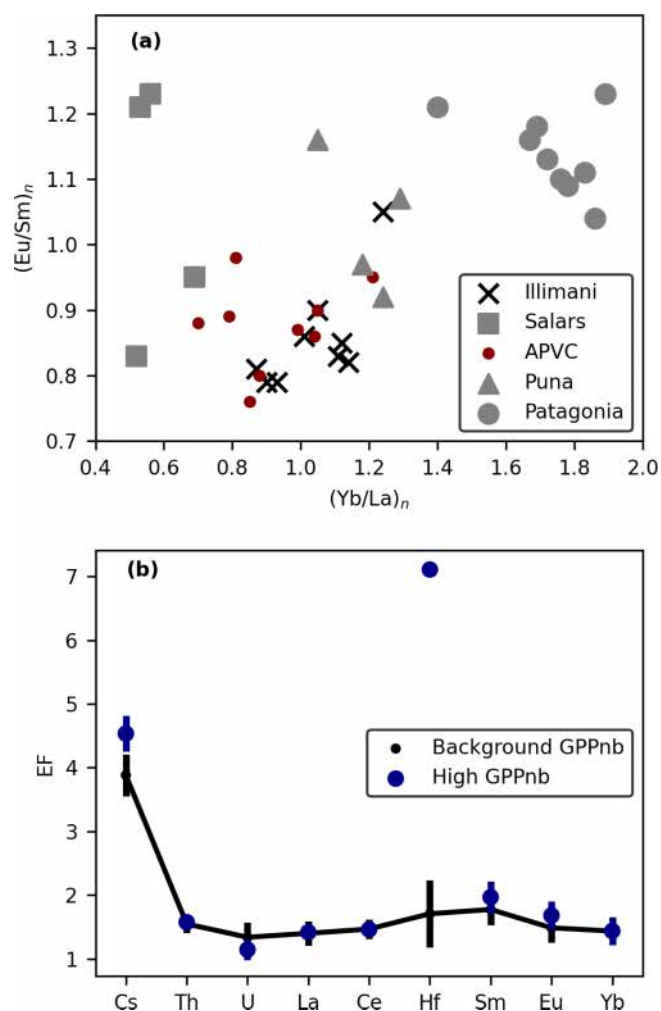 (a)
1.3
1.2
1.1
1.0
0.9
0.8
0.7
(Eu/Sm)n
Illimani
Salars
APVC
Puna
Patagonia
0.4 0.6 0.8 1.0 1.2 1.4 1.6 1.8 2.0
(Yb/La)n
(b)
7
6
5
4
3
2
1
EF
Background GPPnb
High GPPnb
Cs Th U La Ce Hf Sm Eu Yb